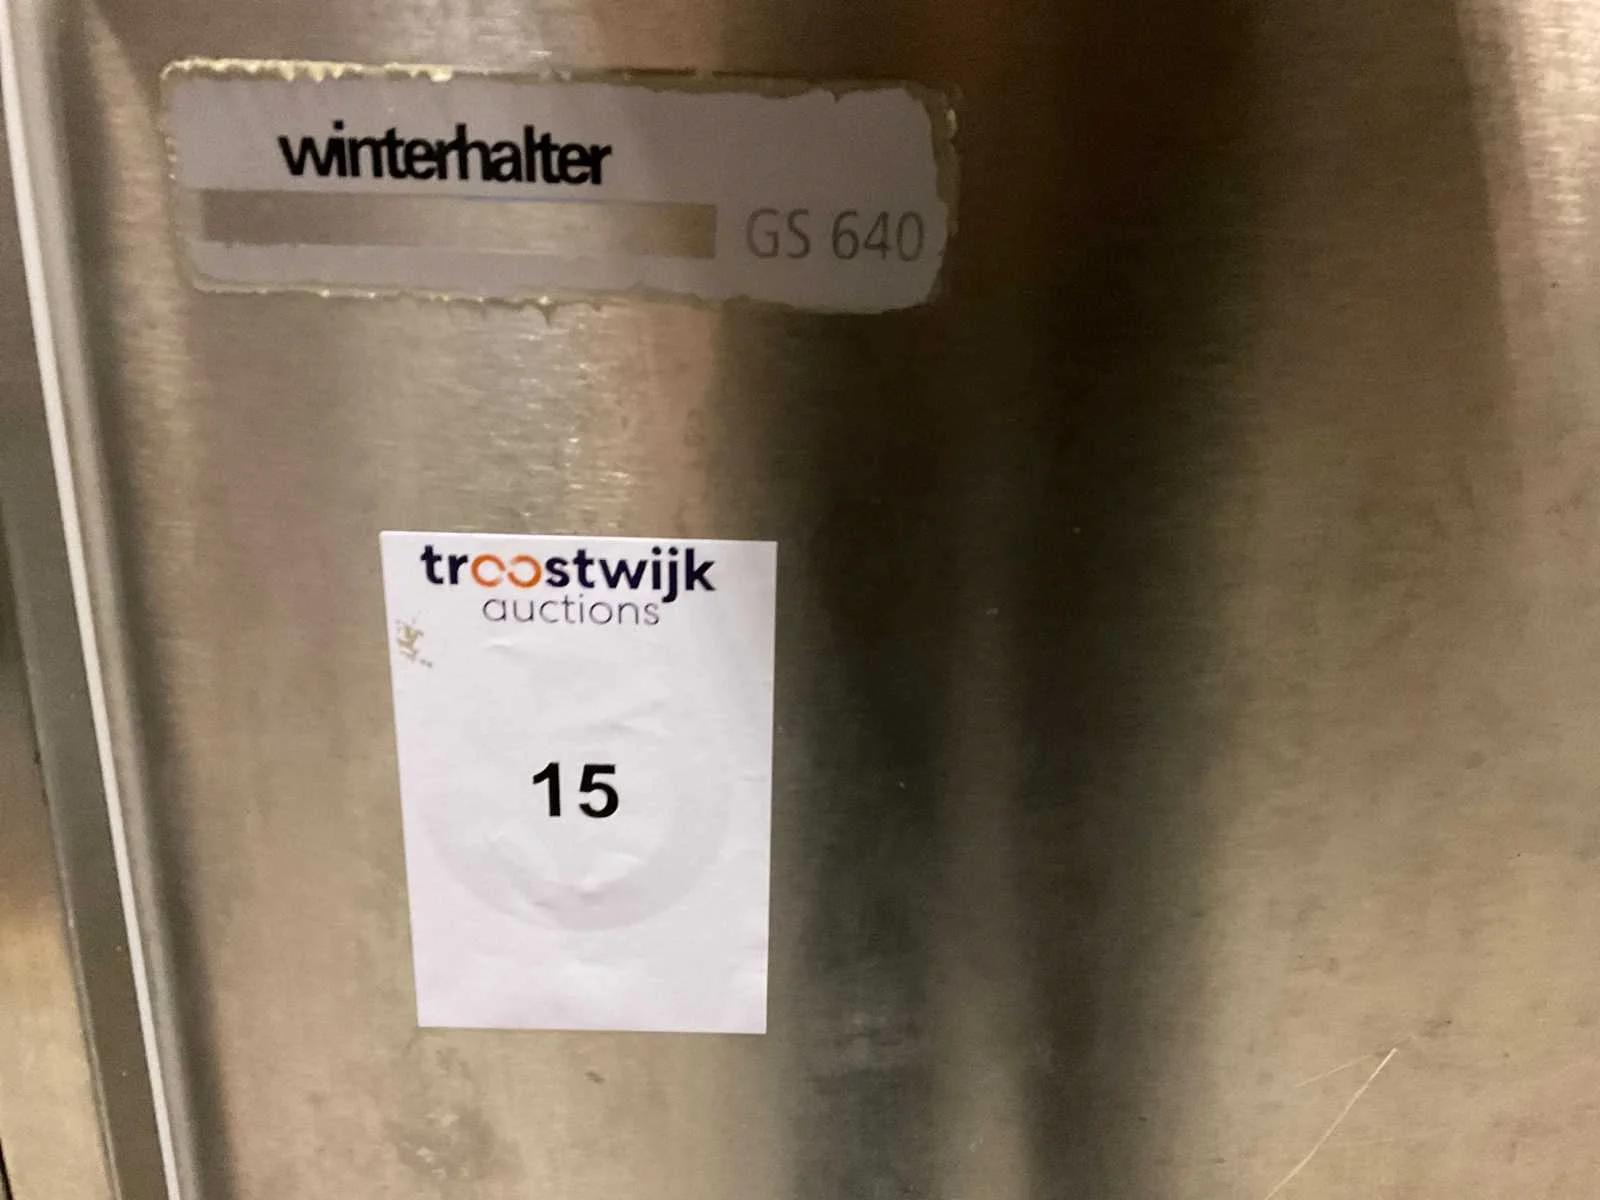 winterhalter
GS 640
troostwijk
auctions
15